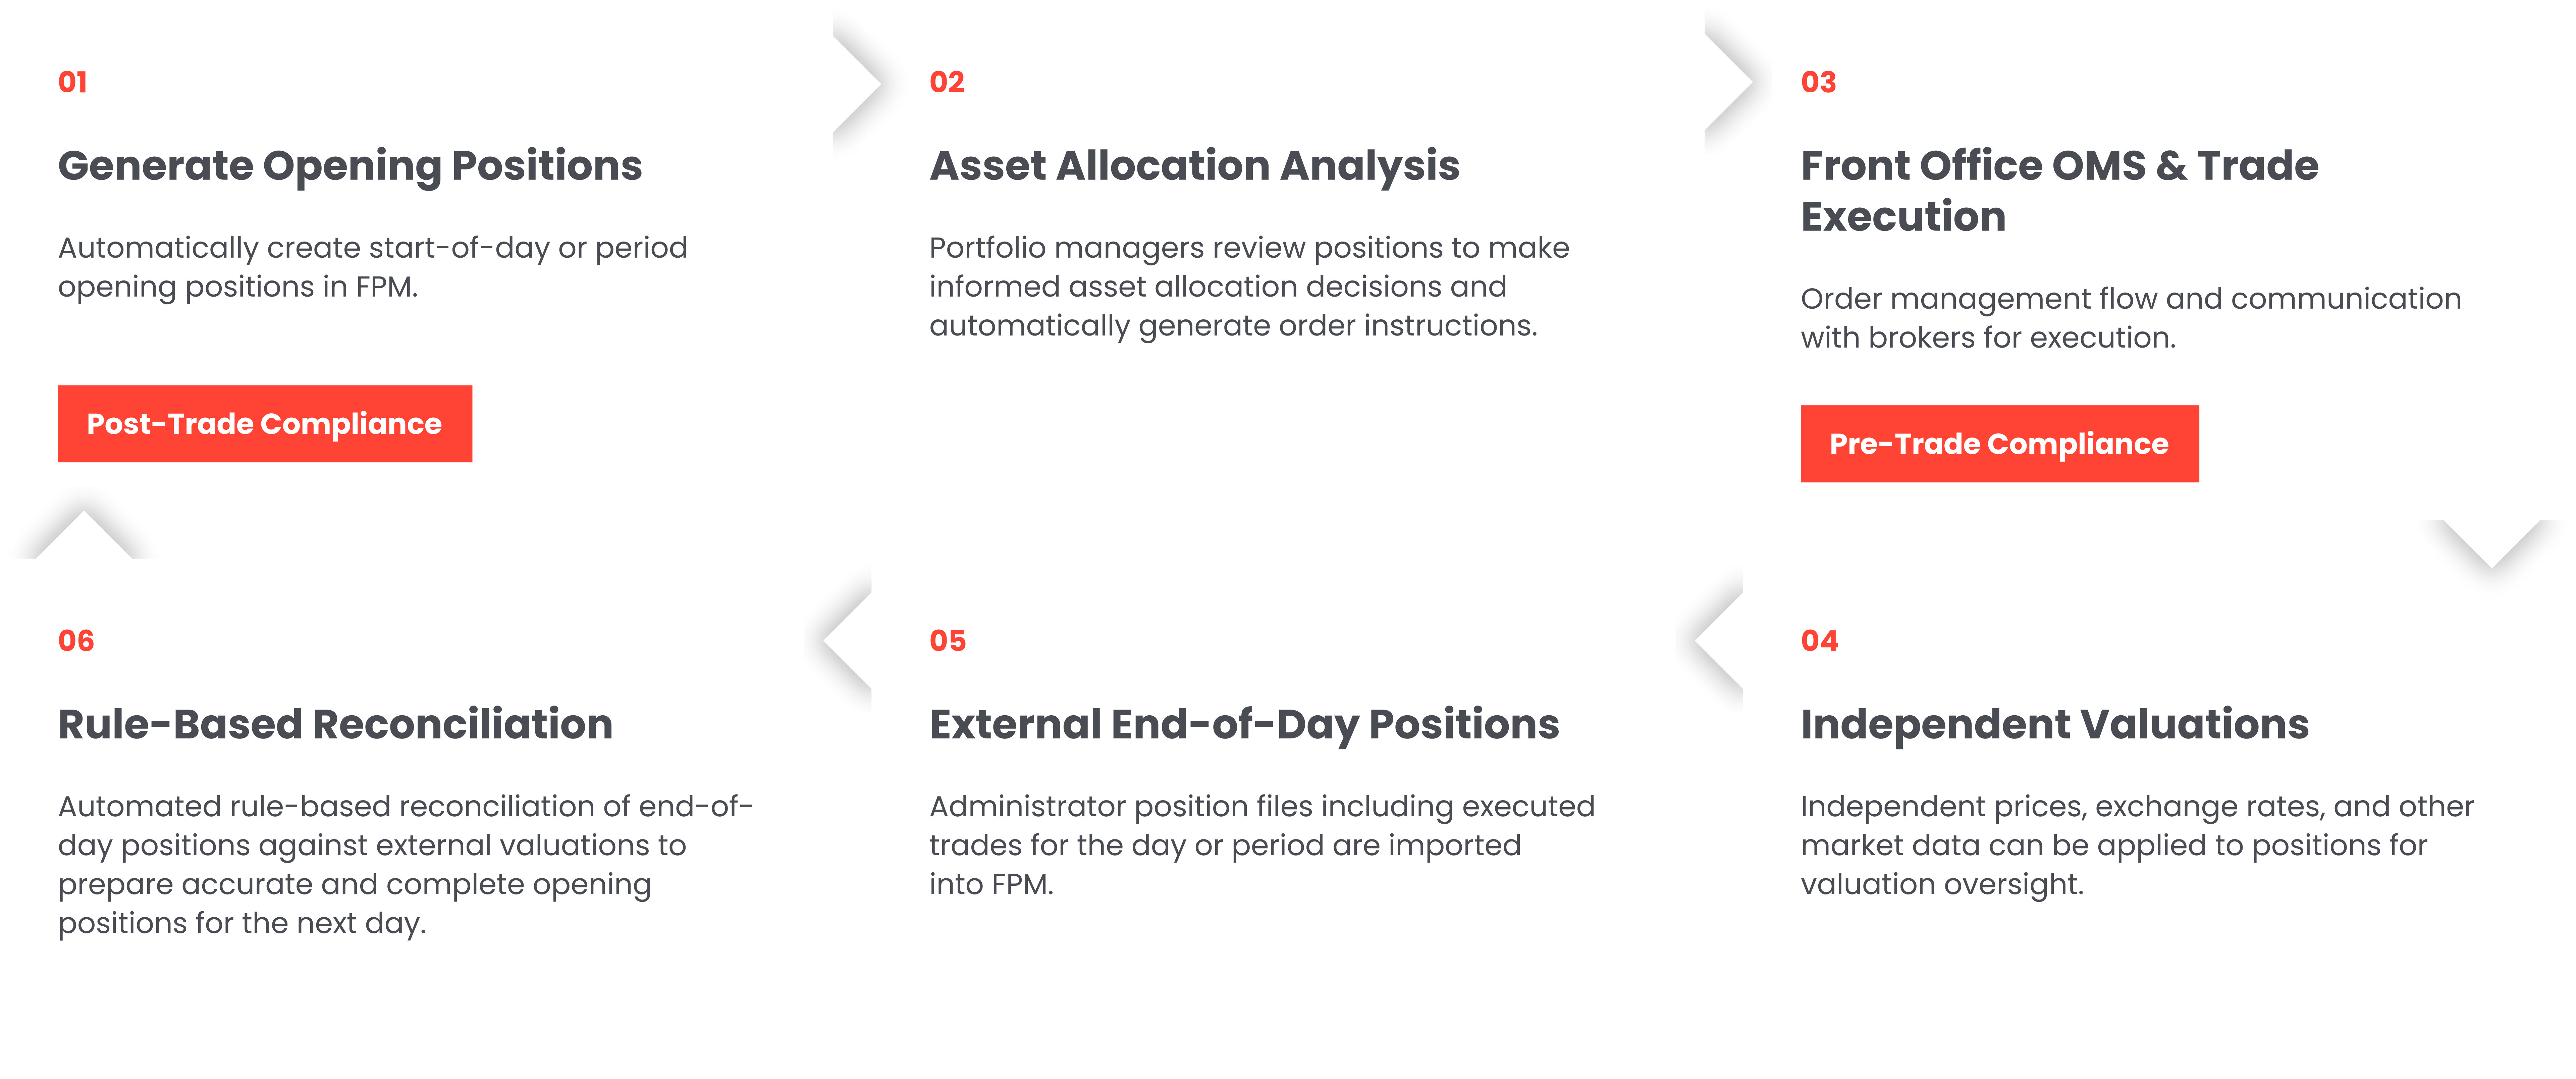 01
Generate Opening Positions
Automatically create start-of-day or period
opening positions in FPM.
Post-Trade Compliance
02
Asset Allocation Analysis
Portfolio managers review positions to make
informed asset allocation decisions and
automatically generate order instructions.
03
Front Office OMS & Trade
Execution
Order management flow and communication
with brokers for execution.
Pre-Trade Compliance
04
Independent Valuations
Independent prices, exchange rates, and other
market data can be applied to positions for
valuation oversight.
05
External End-of-Day Positions
Administrator position files including executed
trades for the day or period are imported
into FPM.
06
Rule-Based Reconciliation
Automated rule-based reconciliation of end-of-
day positions against external valuations to
prepare accurate and complete opening
positions for the next day.